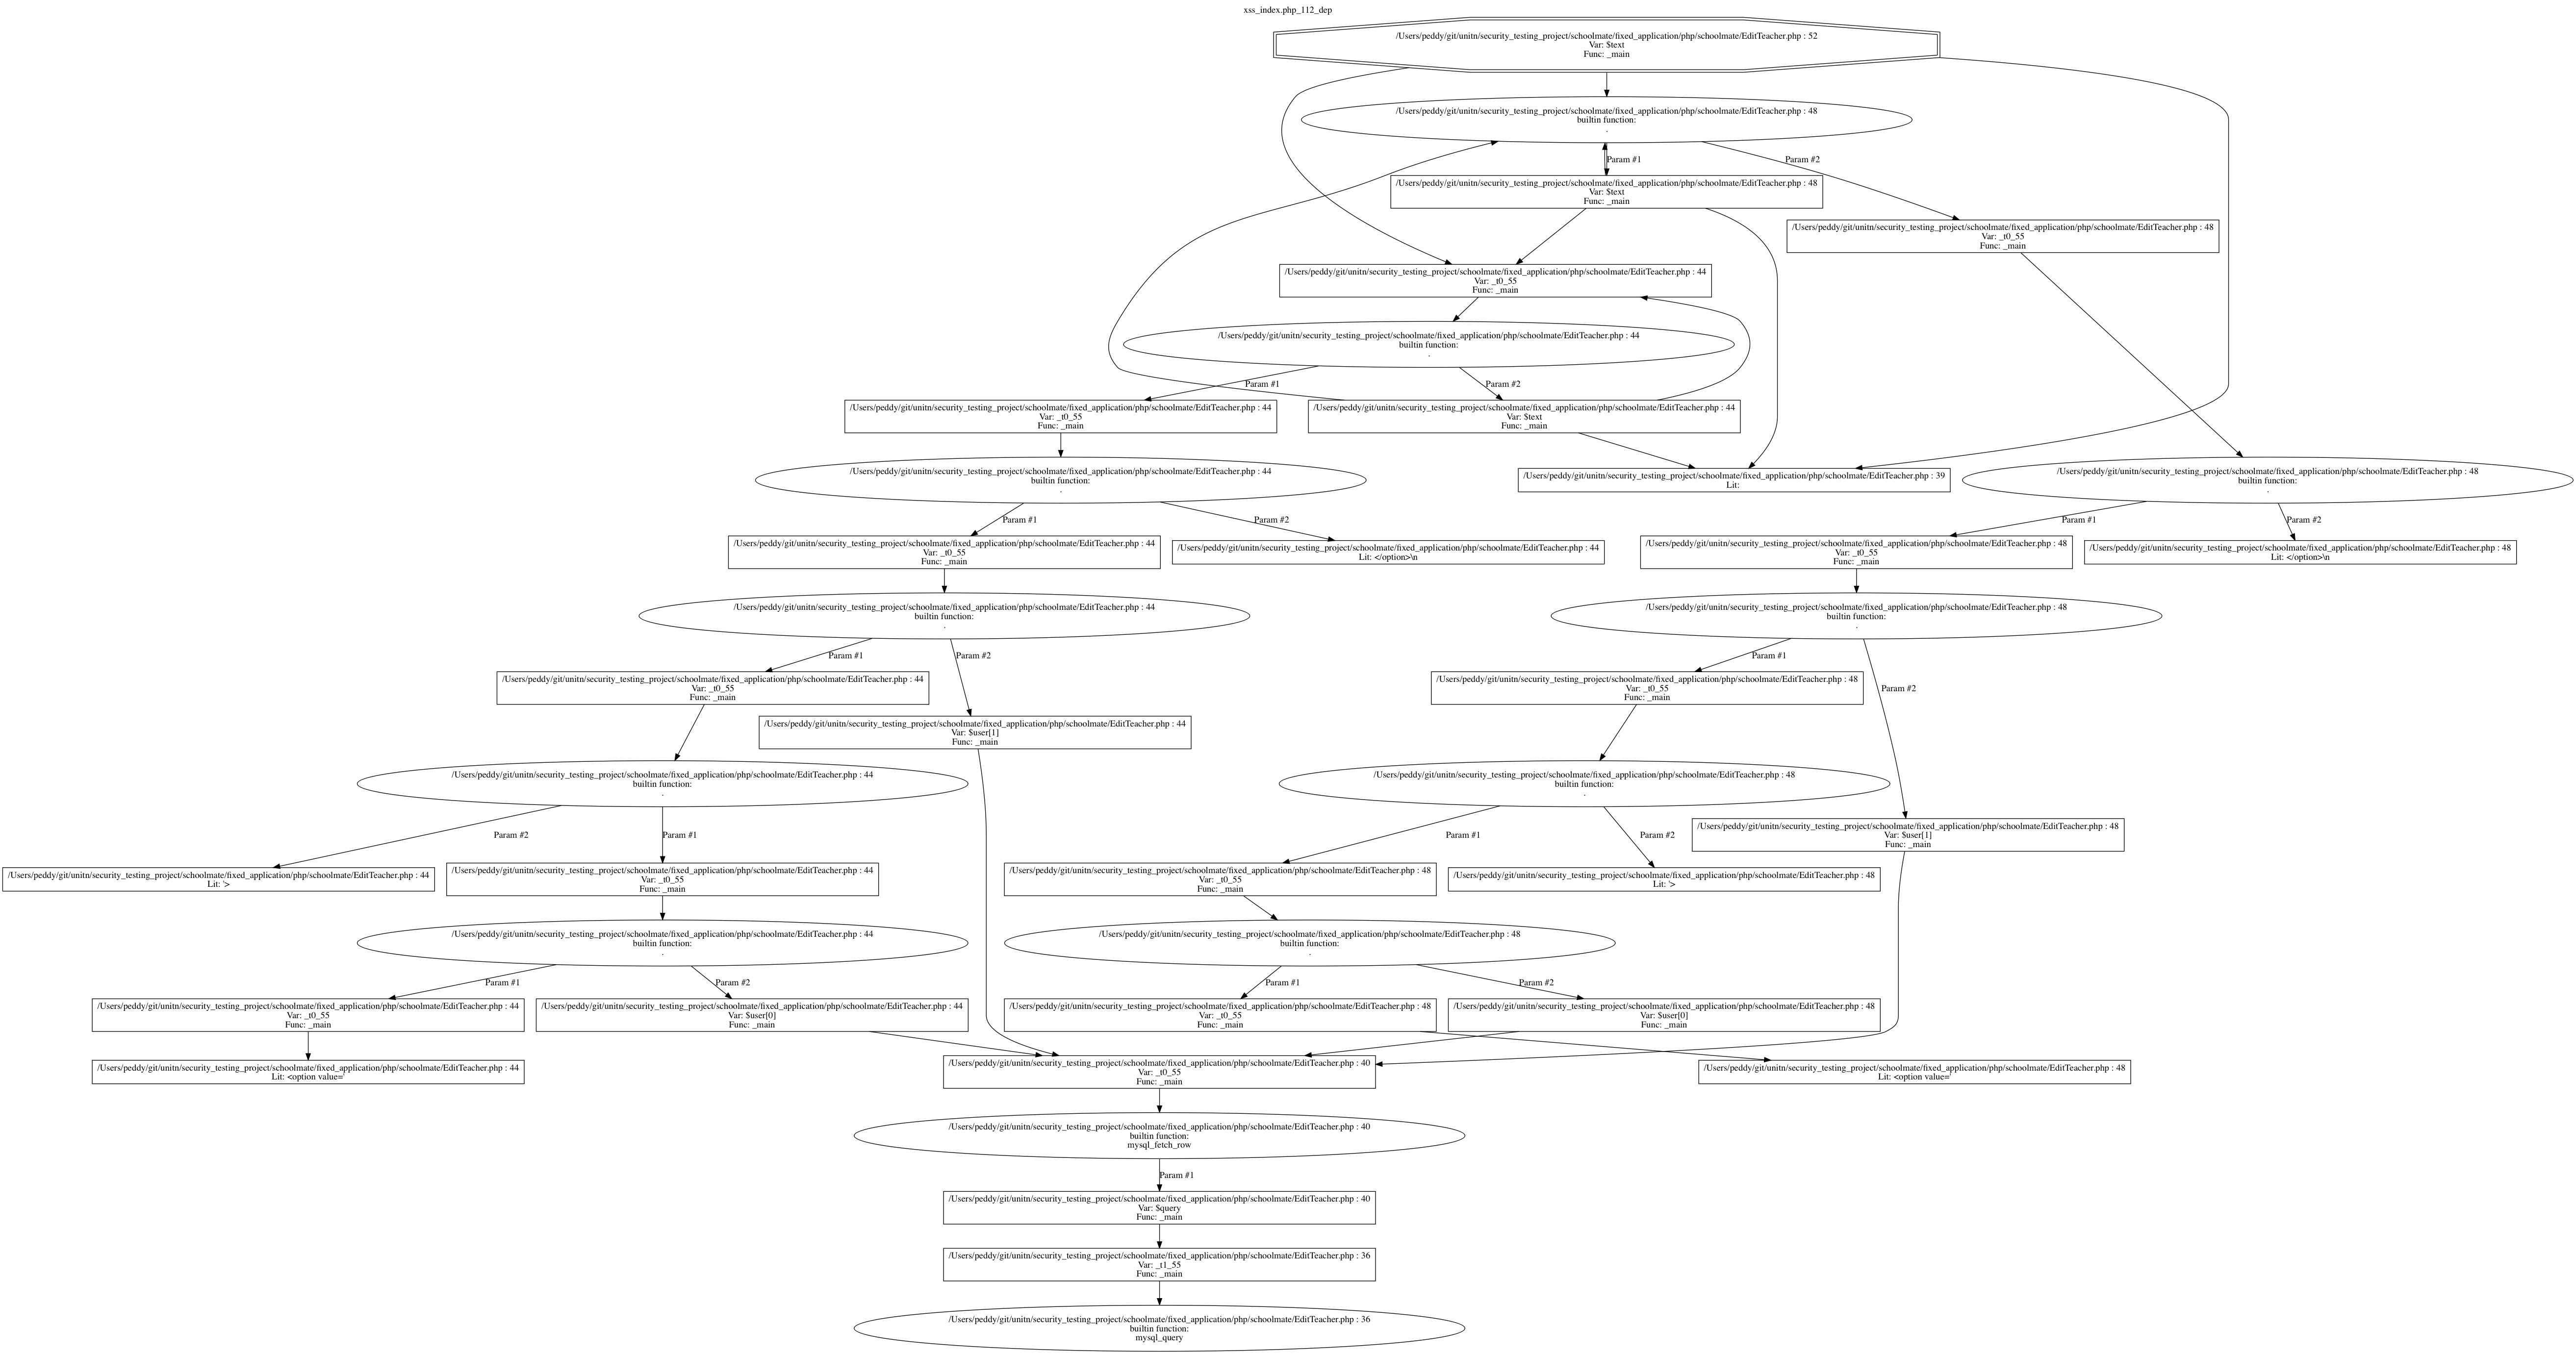 xss_index.php_112_dep
/Users/peddy/git/unitn/security_testing_project/schoolmate/fixed_application/php/schoolmate/EditTeacher.php : 52
Var: $text
Func: _main
/Users/peddy/git/unitn/security_testing_project/schoolmate/fixed_application/php/schoolmate/EditTeacher.php : 48
builtin function:
.
Param #1
Param #2
/Users/peddy/git/unitn/security_testing_project/schoolmate/fixed_application/php/schoolmate/EditTeacher.php : 48
Var: $text
Func: _main
/Users/peddy/git/unitn/security_testing_project/schoolmate/fixed_application/php/schoolmate/EditTeacher.php : 48
Var: _t0_55
Func: _main
/Users/peddy/git/unitn/security_testing_project/schoolmate/fixed_application/php/schoolmate/EditTeacher.php : 44
Var: _t0_55
Func: _main
/Users/peddy/git/unitn/security_testing_project/schoolmate/fixed_application/php/schoolmate/EditTeacher.php : 44
builtin function:
.
Param #1
Param #2
/Users/peddy/git/unitn/security_testing_project/schoolmate/fixed_application/php/schoolmate/EditTeacher.php : 44
Var: _t0_55
Func: _main
/Users/peddy/git/unitn/security_testing_project/schoolmate/fixed_application/php/schoolmate/EditTeacher.php : 44
Var: $text
Func: _main
/Users/peddy/git/unitn/security_testing_project/schoolmate/fixed_application/php/schoolmate/EditTeacher.php : 44
builtin function:
.
/Users/peddy/git/unitn/security_testing_project/schoolmate/fixed_application/php/schoolmate/EditTeacher.php : 39
Lit:
/Users/peddy/git/unitn/security_testing_project/schoolmate/fixed_application/php/schoolmate/EditTeacher.php : 48
builtin function:
.
Param #1
Param #2
Param #1
Param #2
/Users/peddy/git/unitn/security_testing_project/schoolmate/fixed_application/php/schoolmate/EditTeacher.php : 44
Var: _t0_55
Func: _main
/Users/peddy/git/unitn/security_testing_project/schoolmate/fixed_application/php/schoolmate/EditTeacher.php : 44
Lit: </option>\n
/Users/peddy/git/unitn/security_testing_project/schoolmate/fixed_application/php/schoolmate/EditTeacher.php : 48
Var: _t0_55
Func: _main
/Users/peddy/git/unitn/security_testing_project/schoolmate/fixed_application/php/schoolmate/EditTeacher.php : 48
Lit: </option>\n
/Users/peddy/git/unitn/security_testing_project/schoolmate/fixed_application/php/schoolmate/EditTeacher.php : 44
builtin function:
.
/Users/peddy/git/unitn/security_testing_project/schoolmate/fixed_application/php/schoolmate/EditTeacher.php : 48
builtin function:
.
Param #1
Param #2
Param #1
Param #2
/Users/peddy/git/unitn/security_testing_project/schoolmate/fixed_application/php/schoolmate/EditTeacher.php : 44
Var: _t0_55
Func: _main
/Users/peddy/git/unitn/security_testing_project/schoolmate/fixed_application/php/schoolmate/EditTeacher.php : 44
Var: $user[1]
Func: _main
/Users/peddy/git/unitn/security_testing_project/schoolmate/fixed_application/php/schoolmate/EditTeacher.php : 48
Var: _t0_55
Func: _main
/Users/peddy/git/unitn/security_testing_project/schoolmate/fixed_application/php/schoolmate/EditTeacher.php : 44
builtin function:
.
/Users/peddy/git/unitn/security_testing_project/schoolmate/fixed_application/php/schoolmate/EditTeacher.php : 48
builtin function:
.
Param #2
Param #1
Param #1
Param #2
/Users/peddy/git/unitn/security_testing_project/schoolmate/fixed_application/php/schoolmate/EditTeacher.php : 48
Var: $user[1]
Func: _main
/Users/peddy/git/unitn/security_testing_project/schoolmate/fixed_application/php/schoolmate/EditTeacher.php : 44
Lit: '>
/Users/peddy/git/unitn/security_testing_project/schoolmate/fixed_application/php/schoolmate/EditTeacher.php : 44
Var: _t0_55
Func: _main
/Users/peddy/git/unitn/security_testing_project/schoolmate/fixed_application/php/schoolmate/EditTeacher.php : 48
Var: _t0_55
Func: _main
/Users/peddy/git/unitn/security_testing_project/schoolmate/fixed_application/php/schoolmate/EditTeacher.php : 48
Lit: '>
/Users/peddy/git/unitn/security_testing_project/schoolmate/fixed_application/php/schoolmate/EditTeacher.php : 44
builtin function:
.
/Users/peddy/git/unitn/security_testing_project/schoolmate/fixed_application/php/schoolmate/EditTeacher.php : 48
builtin function:
.
Param #1
Param #2
Param #1
Param #2
/Users/peddy/git/unitn/security_testing_project/schoolmate/fixed_application/php/schoolmate/EditTeacher.php : 44
Var: _t0_55
Func: _main
/Users/peddy/git/unitn/security_testing_project/schoolmate/fixed_application/php/schoolmate/EditTeacher.php : 44
Var: $user[0]
Func: _main
/Users/peddy/git/unitn/security_testing_project/schoolmate/fixed_application/php/schoolmate/EditTeacher.php : 48
Var: _t0_55
Func: _main
/Users/peddy/git/unitn/security_testing_project/schoolmate/fixed_application/php/schoolmate/EditTeacher.php : 48
Var: $user[0]
Func: _main
/Users/peddy/git/unitn/security_testing_project/schoolmate/fixed_application/php/schoolmate/EditTeacher.php : 44
Lit: <option value='
/Users/peddy/git/unitn/security_testing_project/schoolmate/fixed_application/php/schoolmate/EditTeacher.php : 40
Var: _t0_55
Func: _main
/Users/peddy/git/unitn/security_testing_project/schoolmate/fixed_application/php/schoolmate/EditTeacher.php : 48
Lit: <option value='
/Users/peddy/git/unitn/security_testing_project/schoolmate/fixed_application/php/schoolmate/EditTeacher.php : 40
builtin function:
mysql_fetch_row
Param #1
/Users/peddy/git/unitn/security_testing_project/schoolmate/fixed_application/php/schoolmate/EditTeacher.php : 40
Var: $query
Func: _main
/Users/peddy/git/unitn/security_testing_project/schoolmate/fixed_application/php/schoolmate/EditTeacher.php : 36
Var: _t1_55
Func: _main
/Users/peddy/git/unitn/security_testing_project/schoolmate/fixed_application/php/schoolmate/EditTeacher.php : 36
builtin function:
mysql_query